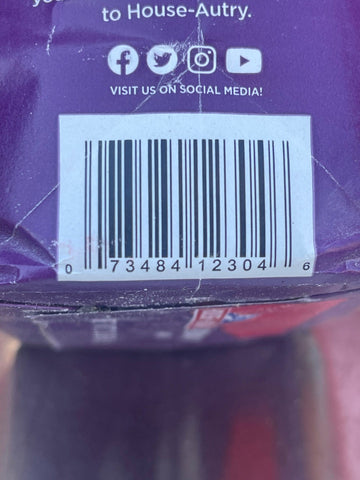 to House-Autry.
VISIT US ON SOCIAL MEDIA!
0 73484 12304 6